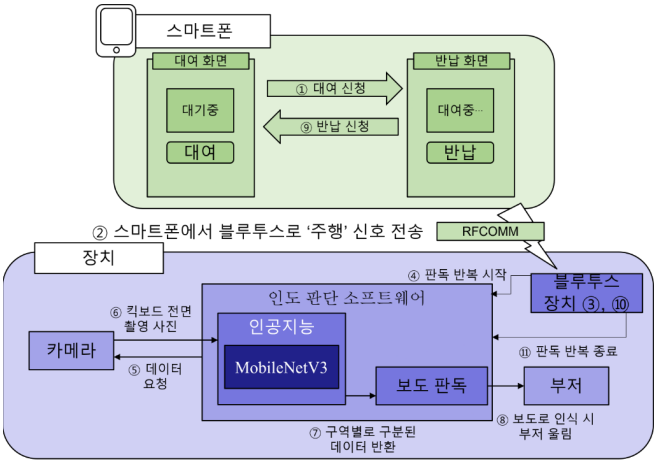 스마트폰
대여 화면
반납 화면
① 대여 신청
대기중
대여중…
⑨ 반납 신청
대여
반납
② 스마트폰에서 블루투스로 ‘주행’ 신호 전송
RFCOMM
장치
④ 판독 반복 시작
블루투스
장치 ③, ⑩
⑥ 킥보드 전면
촬영 사진
인도 판단 소프트웨어
인공지능
카메라
MobileNetV3
⑪ 판독 반복 종료
⑤ 데이터
요청
보도 판독
부저
⑦ 구역별로 구분된
데이터 반환
⑧ 보도로 인식 시
부저 울림